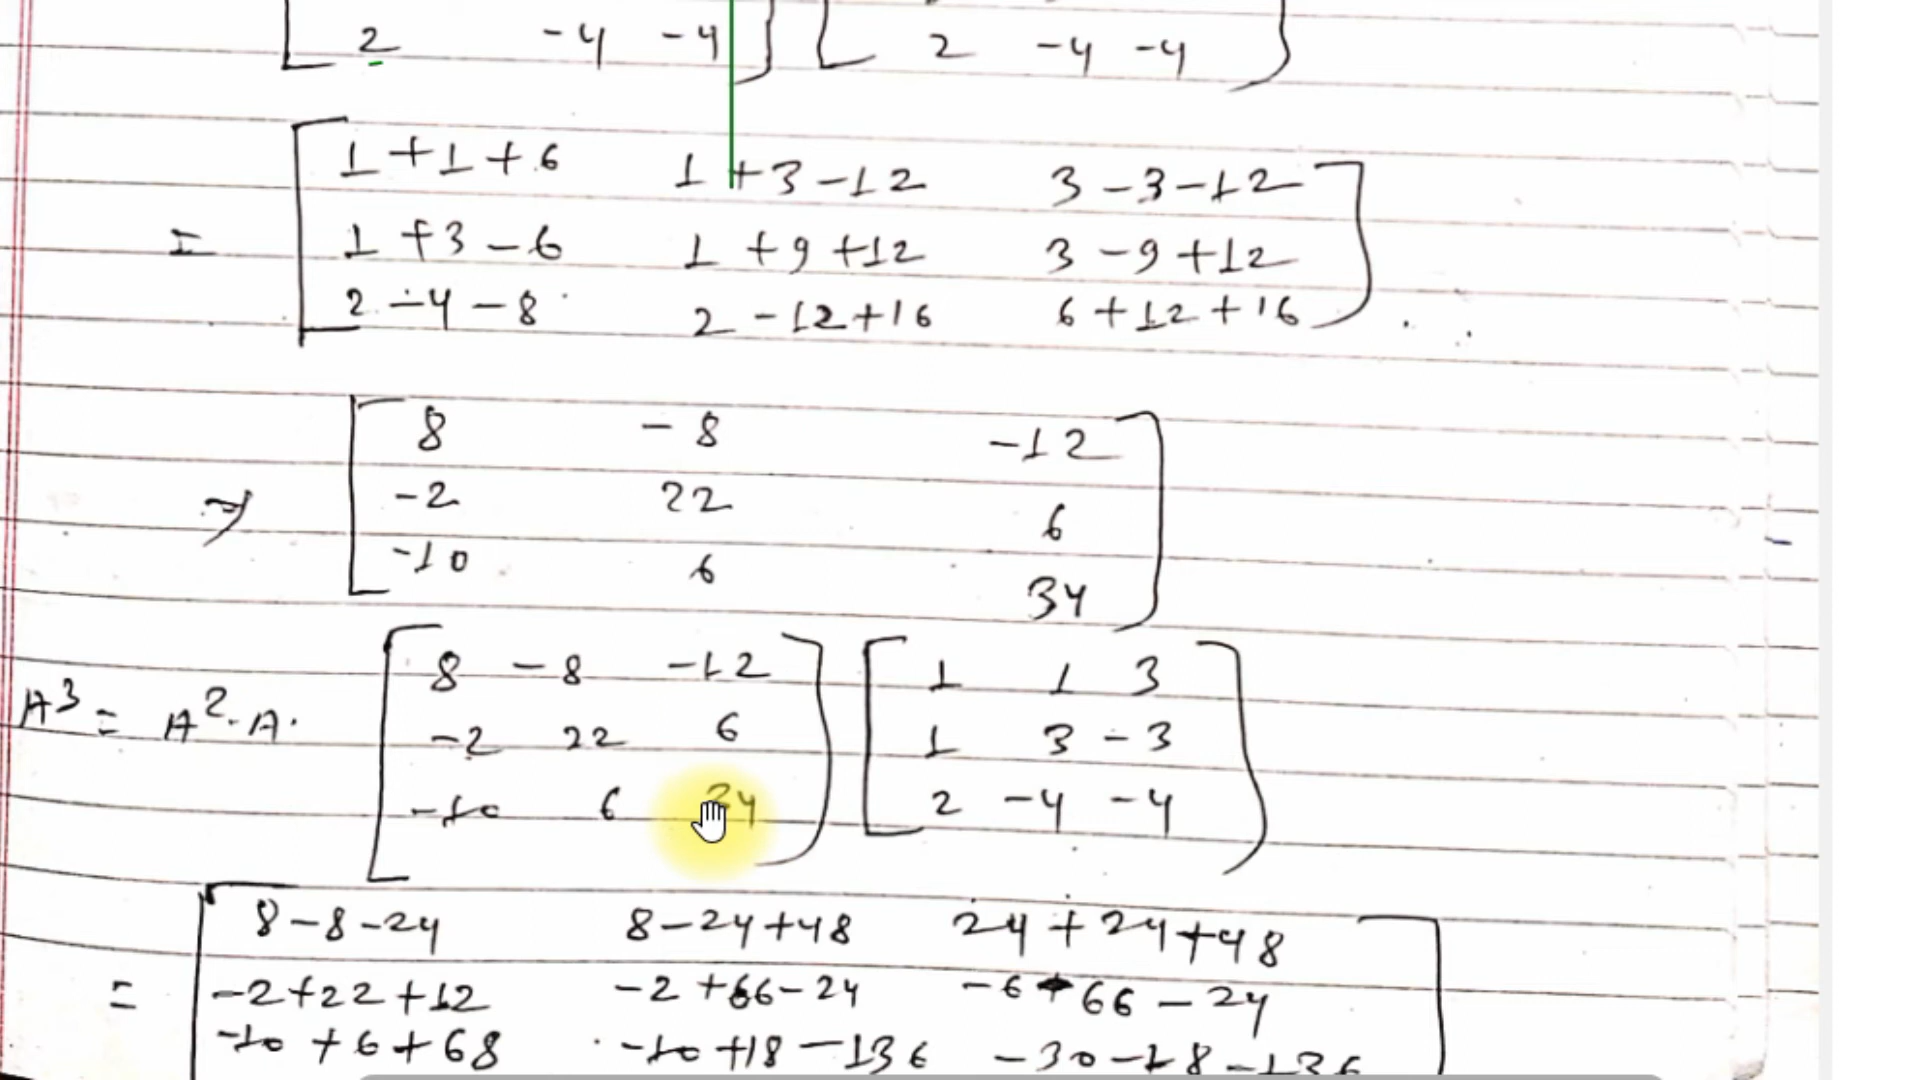 2 -4 -4 2 -4 -4
1+1+6 1+3-12 3-3-12
= 1+3-6 1+9+12 3-9+12
2-4-8 2-12+16 6+12+16
8 -8 -12
⇒ -2 22 6
-10 6 34
A³ = A²·A. 8 -8 -12 1 1 3
-2 22 6 1 3 -3
-10 6 34 2 -4 -4
8-8-24 8-24+48 24+24+48
= -2+22+12 -2+66-24 -6+66-24
-10+6+68 -10+18-136 -30-18-136